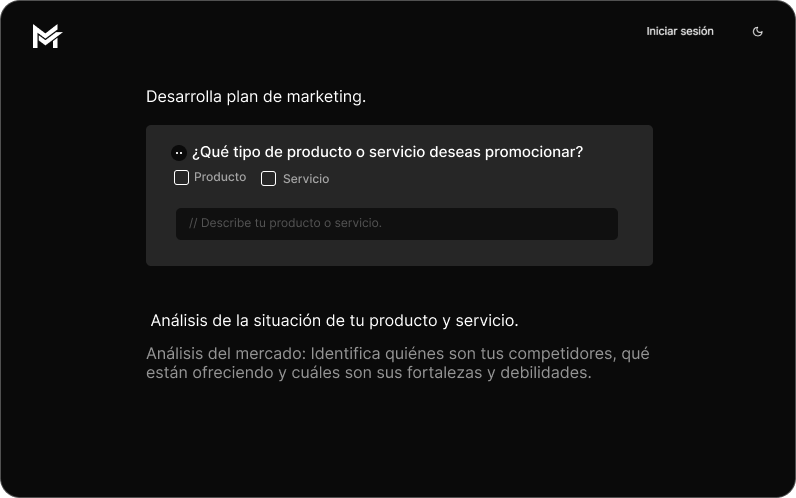 Iniciar sesión
Desarrolla plan de marketing.
¿Qué tipo de producto o servicio deseas promocionar?
Producto Servicio
// Describe tu producto o servicio.
Análisis de la situación de tu producto y servicio.
Análisis del mercado: Identifica quiénes son tus competidores, qué
están ofreciendo y cuáles son sus fortalezas y debilidades.